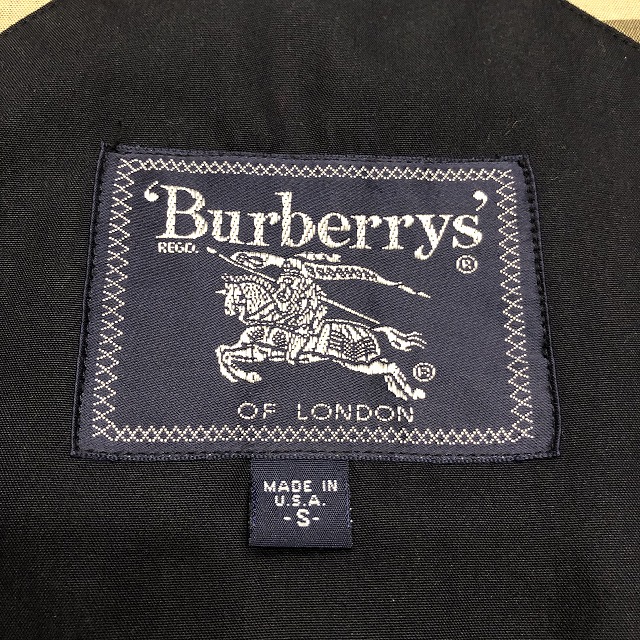 'Burberrys'
REGD.
®
®
OF LONDON
MADE IN
U.S.A.
-S-